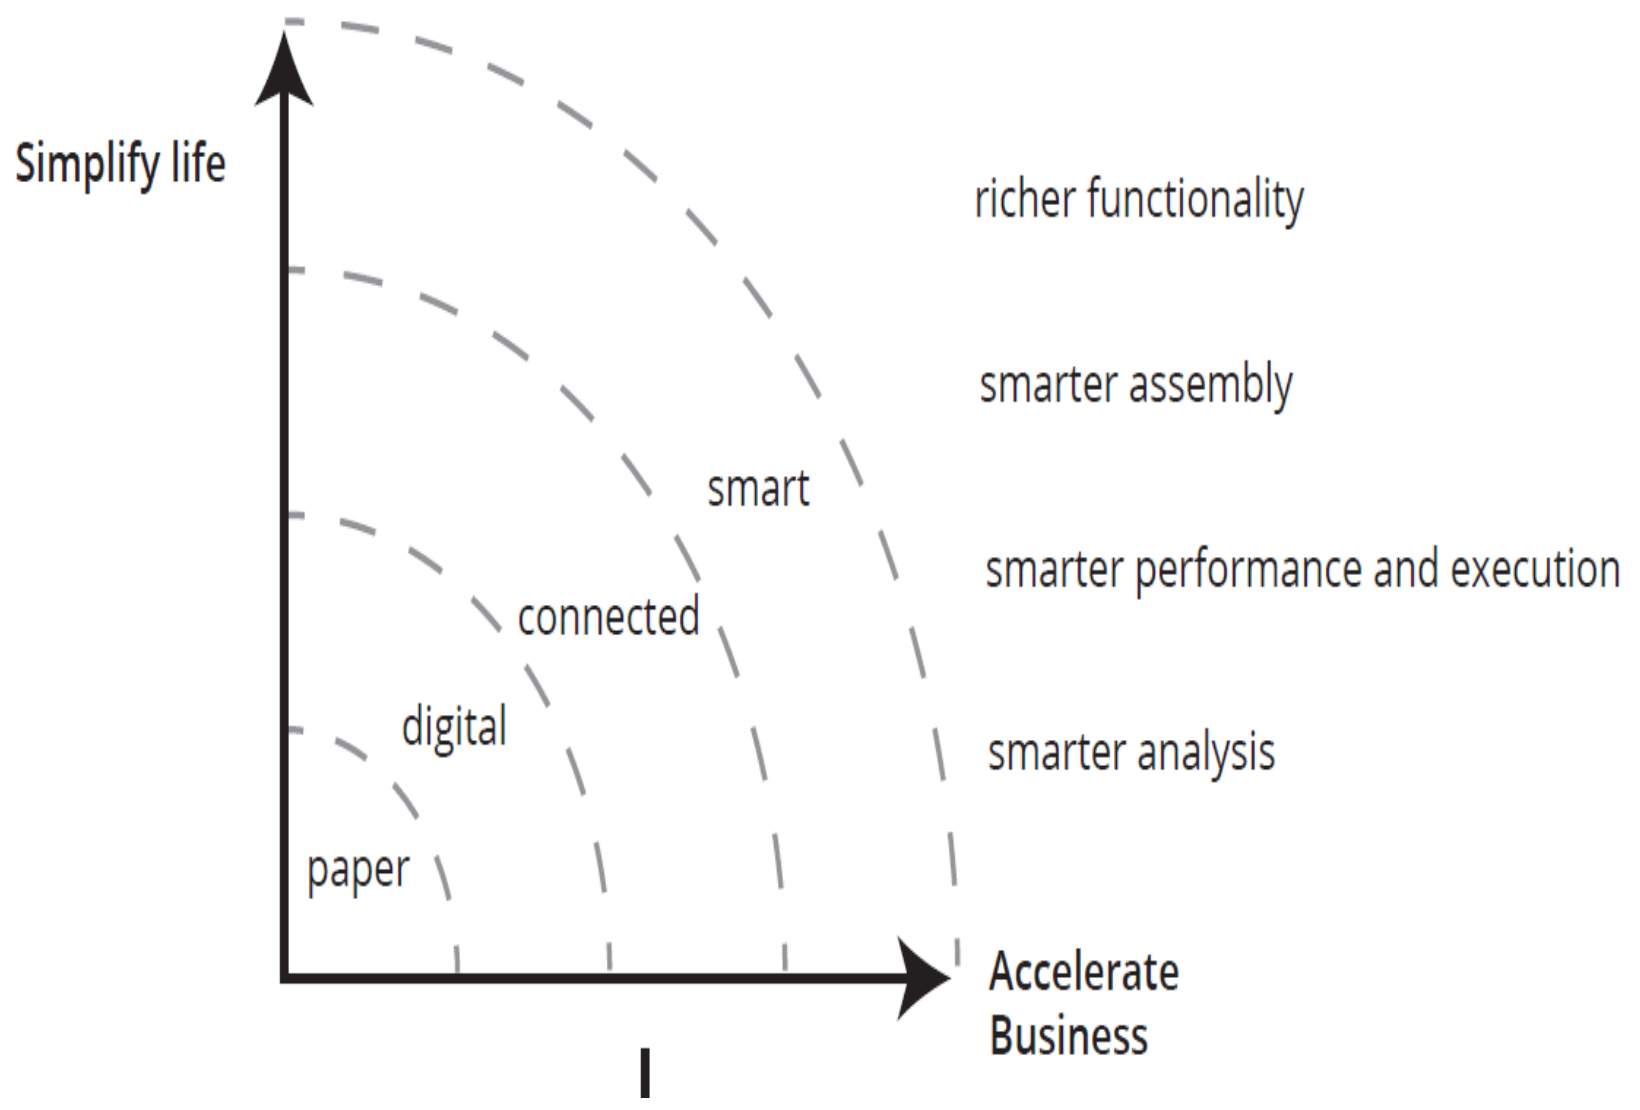 Simplify life
richer functionality
smarter assembly
smart
smarter performance and execution
connected
digital
smarter analysis
paper
Accelerate
Business